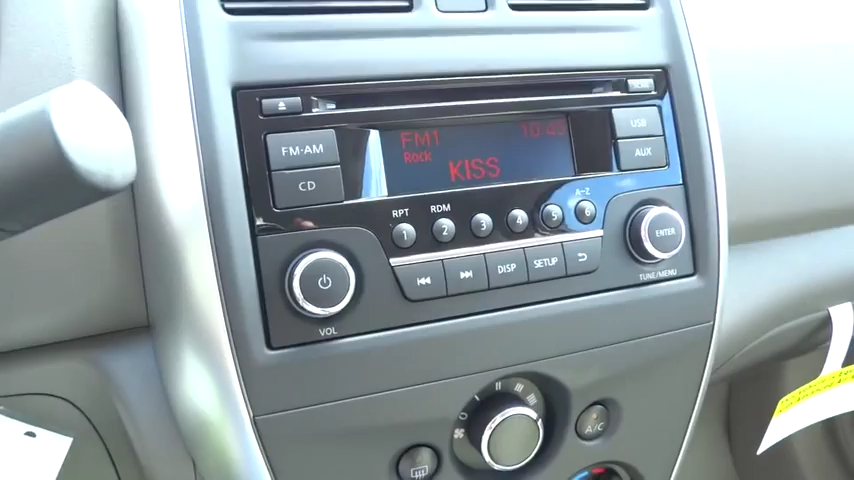 FM·AM
CD
FM1
10:49
Rock
KISS
USB
AUX
RPT
RDM
A-Z
1
2
3
4
5
6
DISP
SETUP
ENTER
TUNE/MENU
VOL
A/C